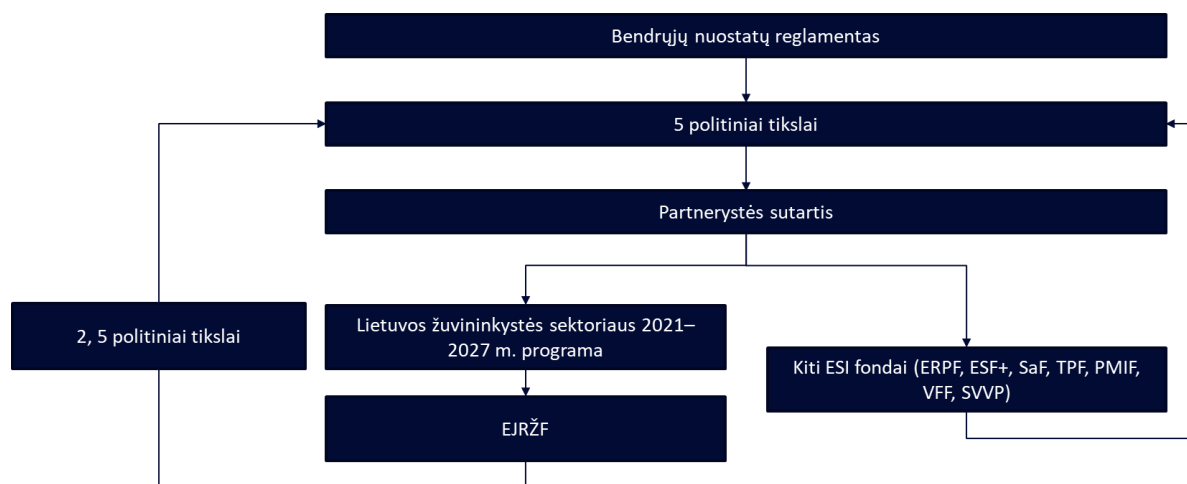 Bendrųjų nuostatų reglamentas
5 politiniai tikslai
Partnerystės sutartis
2, 5 politiniai tikslai
Lietuvos žuvininkystės sektoriaus 2021–
2027 m. programa
Kiti ESI fondai (ERPF, ESF+, SaF, TPF, PMIF,
VFF, SVVP)
EJRŽF